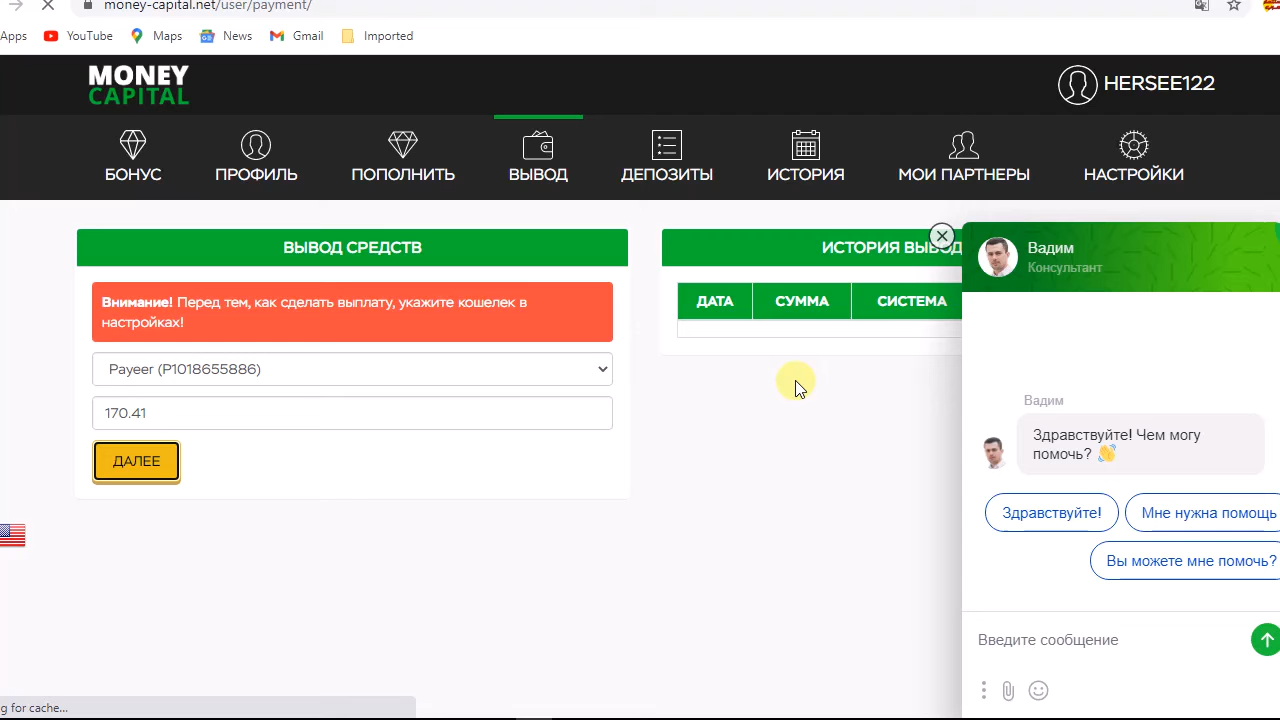 money-capital.net/user/payment/
Apps YouTube Maps News Gmail Imported
MONEY
CAPITAL
HERSEE122
БОНУС ПРОФИЛЬ ПОПОЛНИТЬ ВЫВОД ДЕПОЗИТЫ ИСТОРИЯ МОИ ПАРТНЕРЫ НАСТРОЙКИ
ВЫВОД СРЕДСТВ
Внимание! Перед тем, как сделать выплату, укажите кошелек в
настройках!
Payeer (P1018655886)
170.41
ДАЛЕЕ
ИСТОРИЯ ВЫВОД
ДАТА СУММА СИСТЕМА
Вадим
Консультант
Вадим
Здравствуйте! Чем могу
помочь? 👋
Здравствуйте! Мне нужна помощь
Вы можете мне помочь?
Введите сообщение
g for cache...